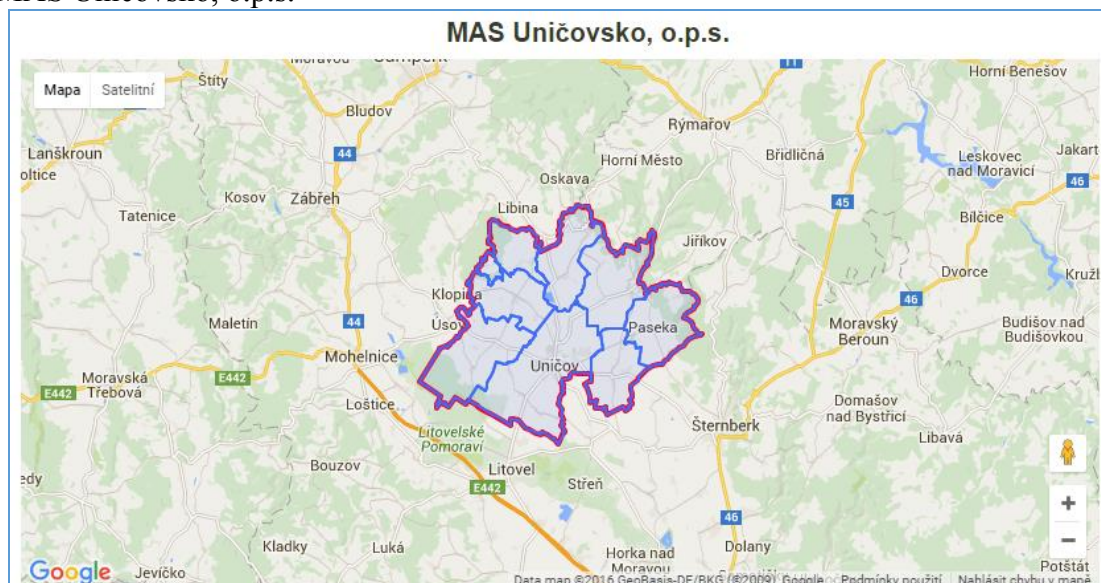 MAS Uničovsko, o.p.s.
MAS Uničovsko, o.p.s.
Mapa Satelitní
Štíty
Bludov
11
Horní Benešov
Lanškroun
44
Rýmařov
Břidličná
Leskovec
nad Moravicí
46
Horní Město
Oskava
Kosov
Zábřeh
Tatenice
Libina
45
Bílčice
Jiříkov
Dvorce
Klopina
46
Maletín
44
Úsov
Paseka
Moravský
Beroun
Budišov nad
Budišovkou
Mohelnice
Uničov
E442
Moravská
Třebová
E442
Loštice
Domašov
nad Bystřicí
Šternberk
Libavá
Litovelské
Pomoraví
Bouzov
Litovel
E442
Střeň
46
Kladky
Luká
Horka nad
Moravou
Dolany
Potštát
Google
Jevíčko
Data map ©2016 GeoBasis-DE/BKG (©2009), Google
Podmínky použití
Nahlásit chybu v mapě